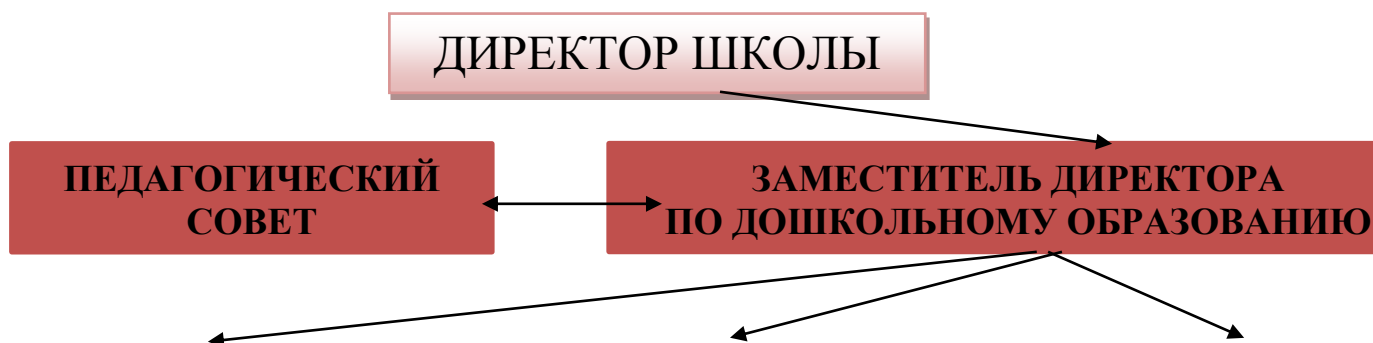 ДИРЕКТОР ШКОЛЫ
ПЕДАГОГИЧЕСКИЙ
СОВЕТ
ЗАМЕСТИТЕЛЬ ДИРЕКТОРА
ПО ДОШКОЛЬНОМУ ОБРАЗОВАНИЮ